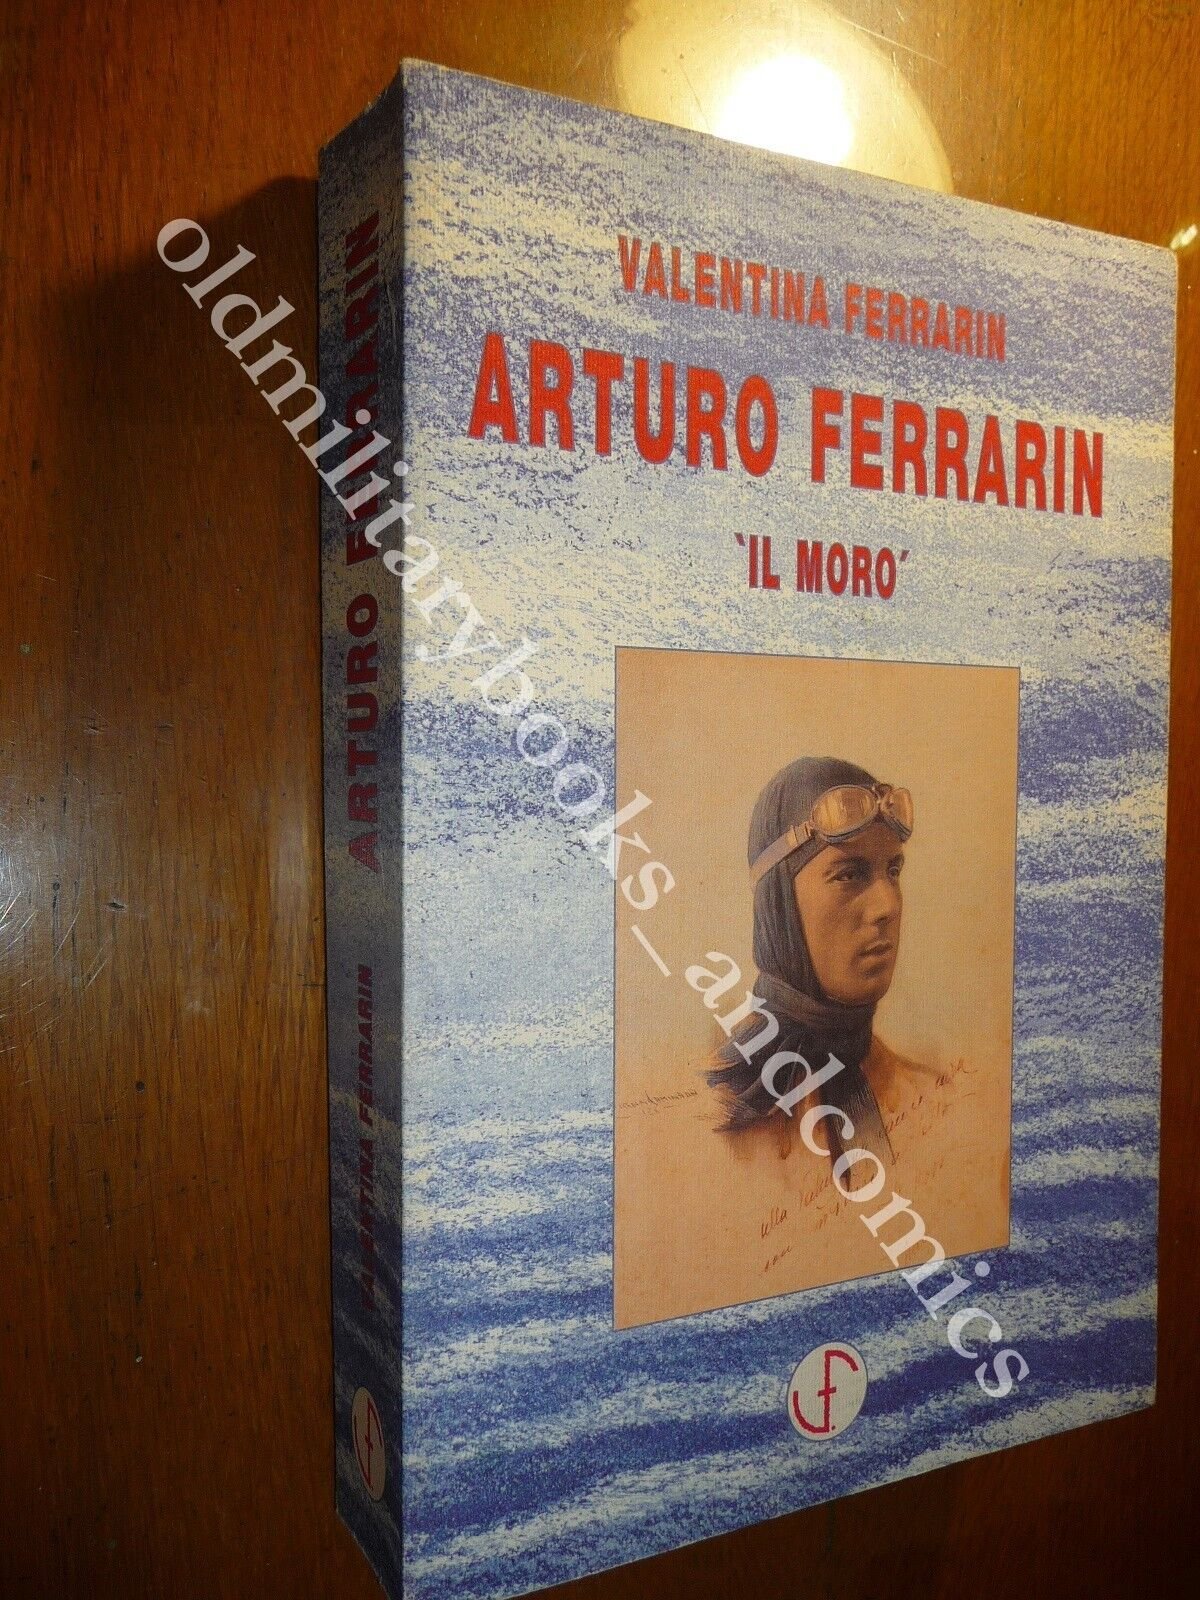 VALENTINA FERRARIN
ARTURO FERRARIN
`IL MORO´
ARTURO FERRARIN
VALENTINA FERRARIN
oldmilitarybooks_andcomics